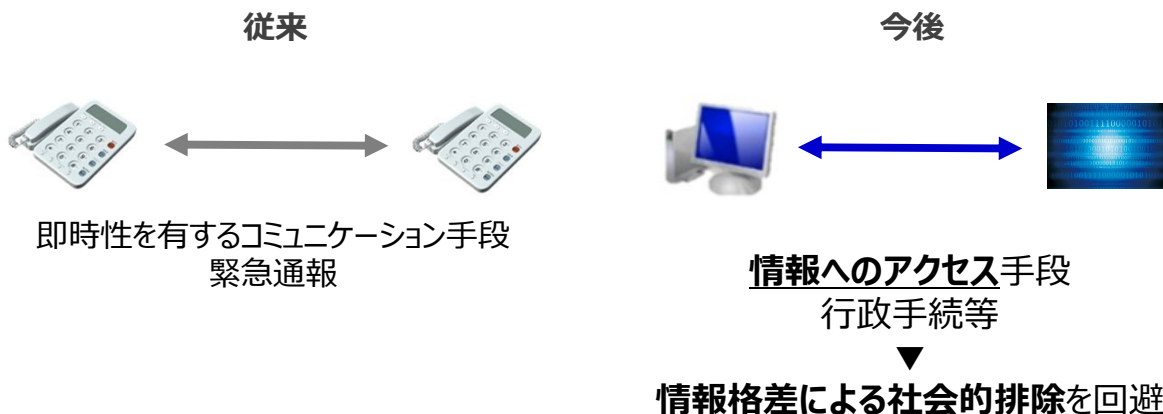 従来
今後
01001111000001010
即時性を有するコミュニケーション手段
緊急通報
情報へのアクセス手段
行政手続等
▼
情報格差による社会的排除を回避